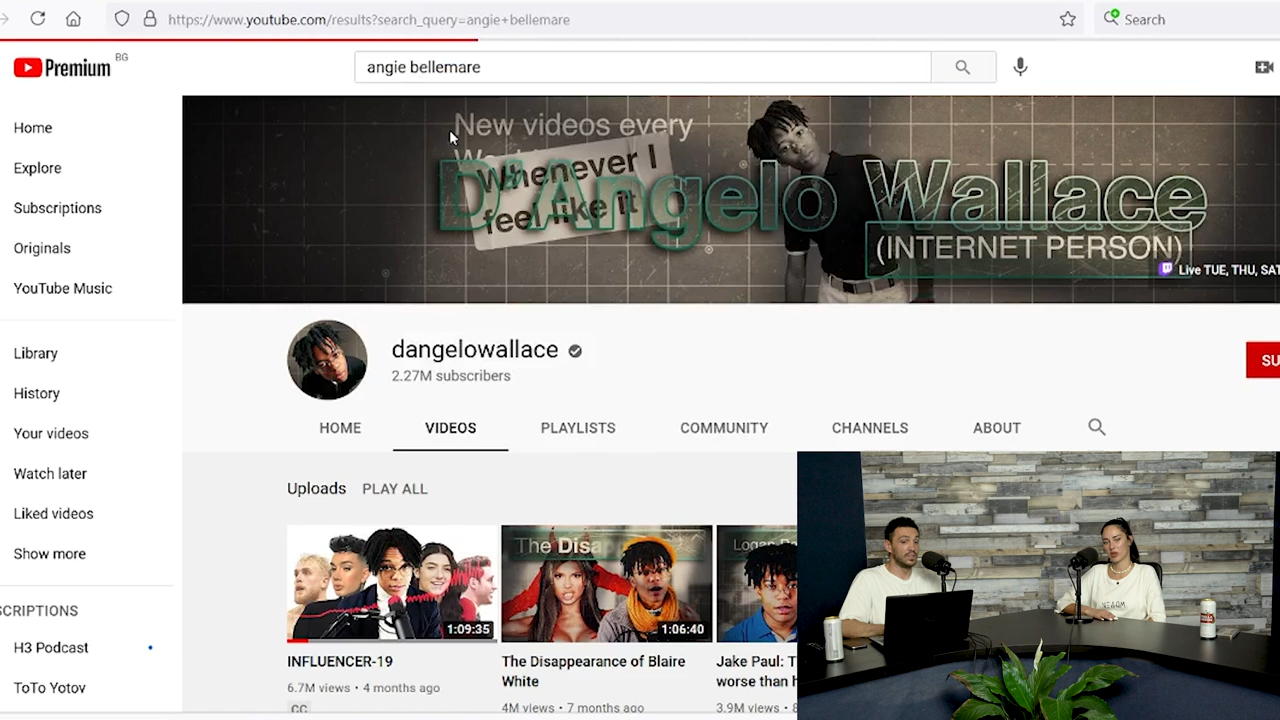 https://www.youtube.com/results?search_query=angie+bellemare
Search
Premium
BG
angie bellemare
Home
Explore
Subscriptions
Originals
YouTube Music
Library
History
Your videos
Watch later
Liked videos
Show more
SCRIPTIONS
H3 Podcast
ToTo Yotov
New videos every
Whenever I
feel like it
D'Angelo Wallace
(INTERNET PERSON)
Live TUE, THU, SAT
dangelowallace
2.27M subscribers
SU
HOME
VIDEOS
PLAYLISTS
COMMUNITY
CHANNELS
ABOUT
Uploads
PLAY ALL
1:09:35
INFLUENCER-19
6.7M views • 4 months ago
CC
The Disap
1:06:40
The Disappearance of Blaire
White
4M views • 7 months ago
Logan
Jake Paul: T
worse than h
3.9M views • 8